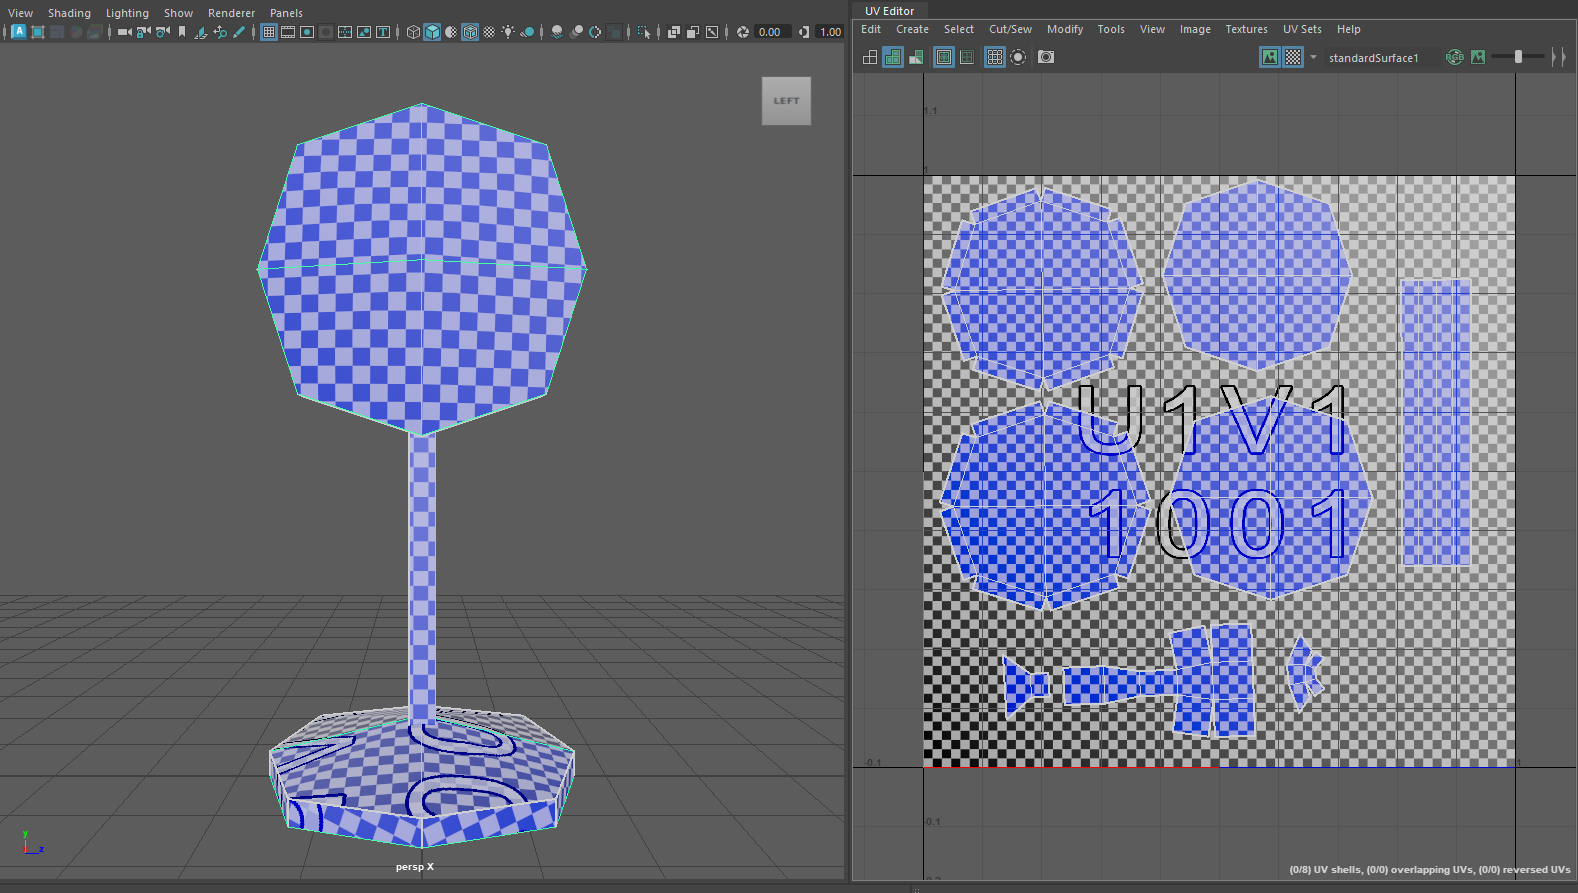 View Shading Lighting Show Renderer Panels
0.00 1.00
LEFT
persp X
y
z
UV Editor
Edit Create Select Cut/Sew Modify Tools View Image Textures UV Sets Help
standardSurface1
RGB
1.1
1
U1V1
1001
-0.1
1
-0.1
(0/8) UV shells, (0/0) overlapping UVs, (0/0) reversed UVs